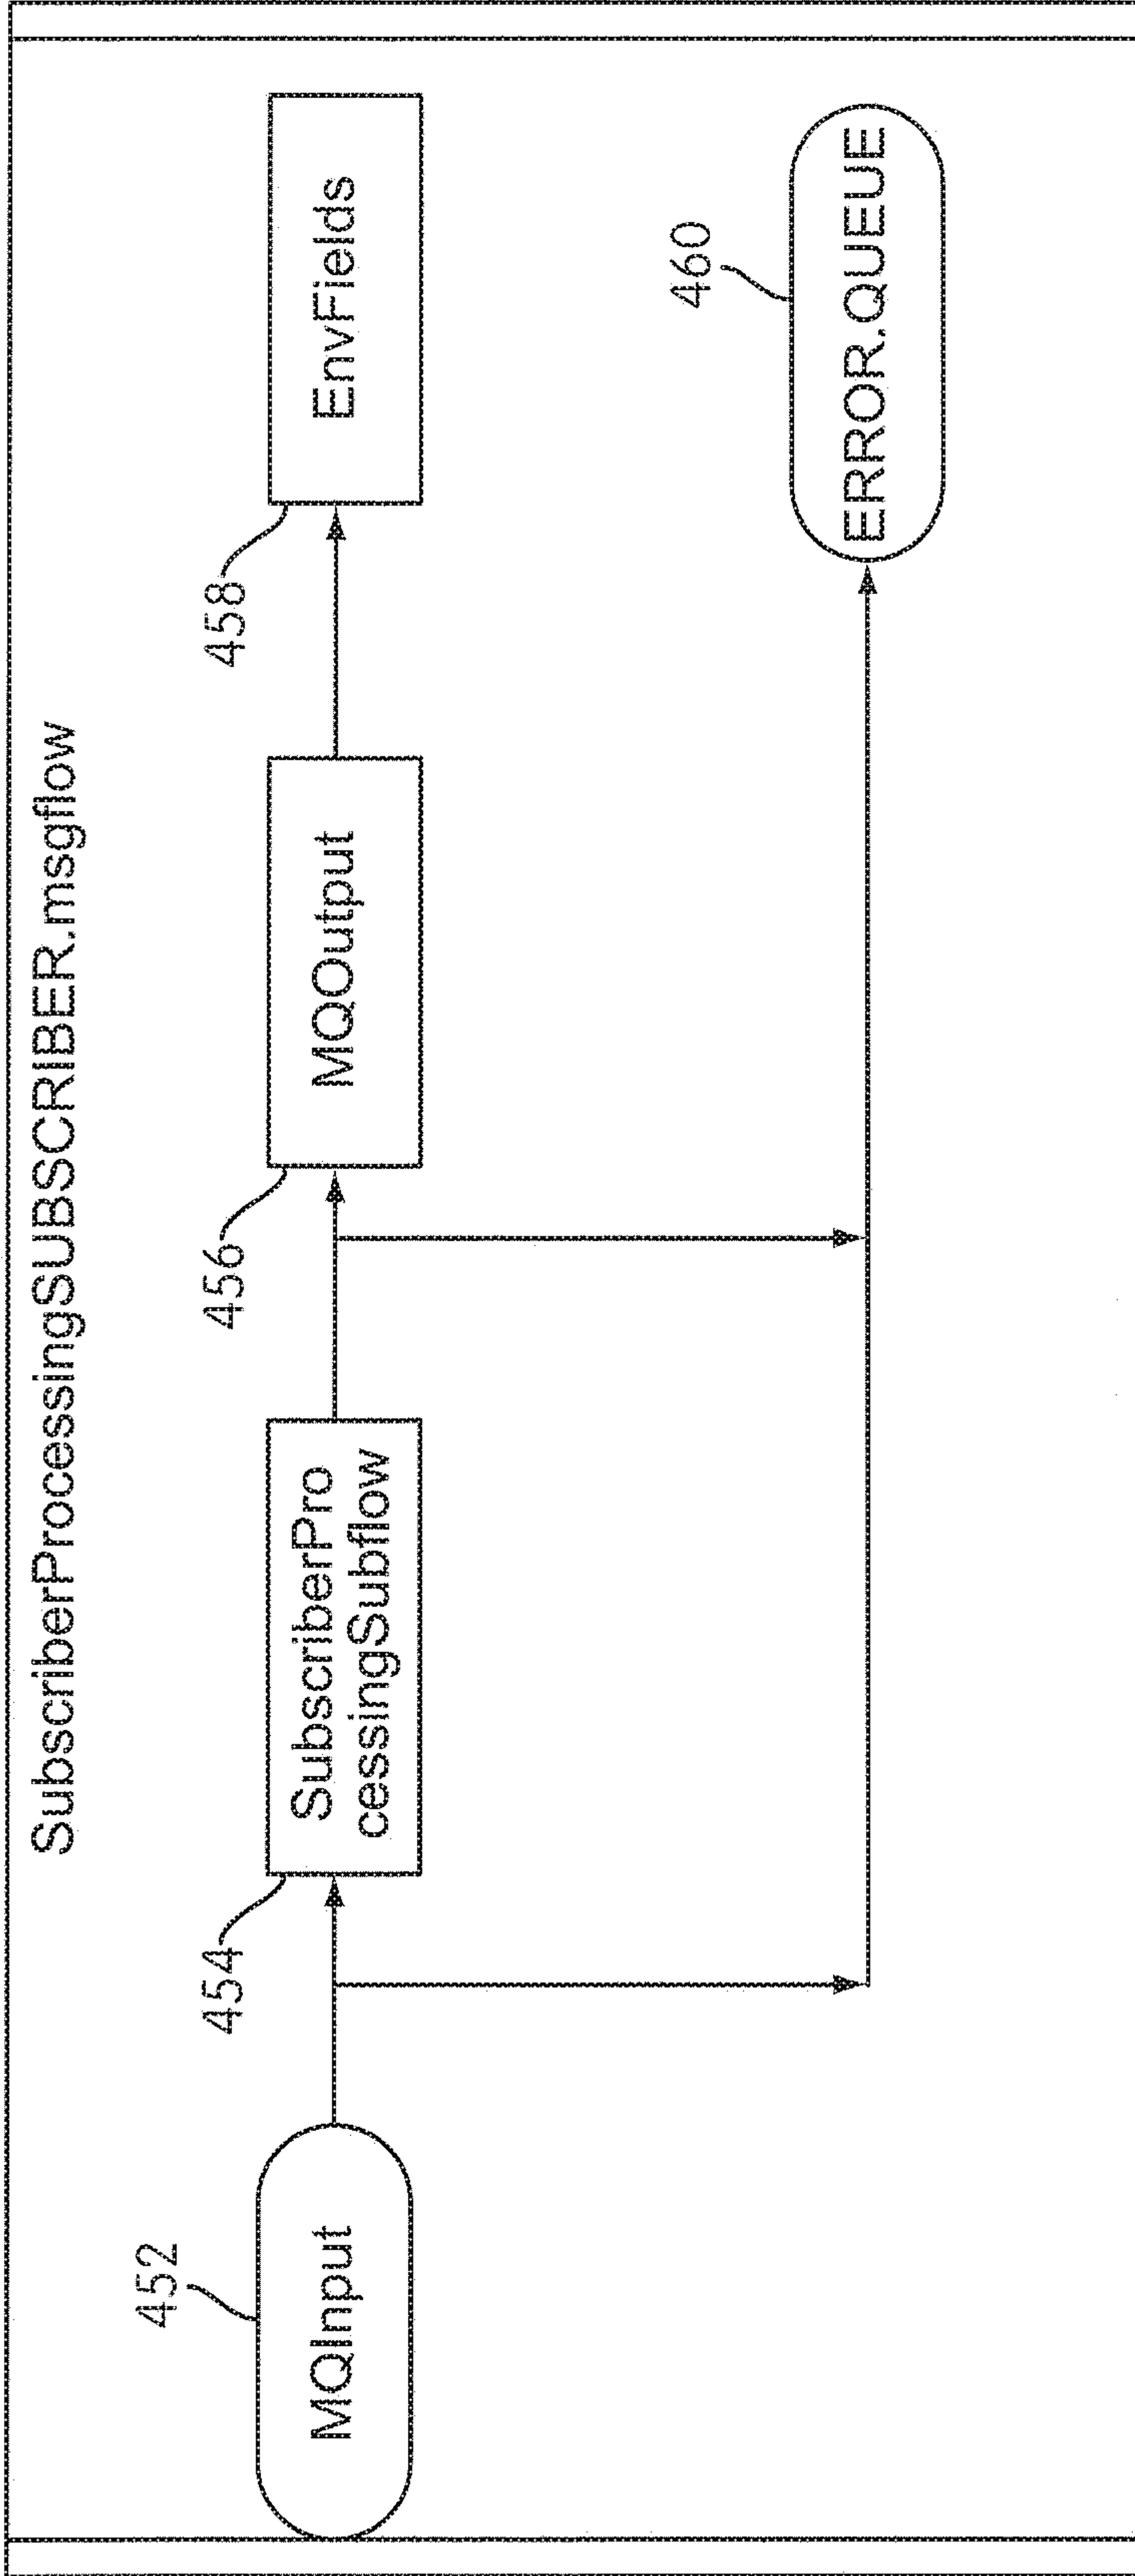 SubscriberProcessingSUBSCRIBER.msgflow
452
MQInput
454
SubscriberPro
cessingSubflow
456
MQOutput
458
EnvFields
460
ERROR.QUEUE